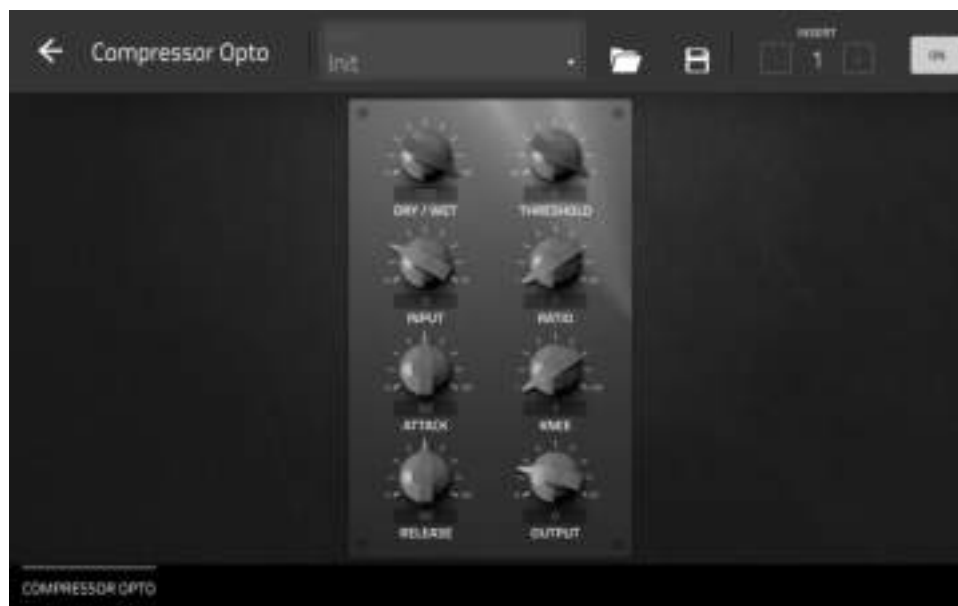 Compressor Opto
Init
INSERT
1
ON
DRY / WET
THRESHOLD
INPUT
RATIO
ATTACK
KNEE
RELEASE
OUTPUT
COMPRESSOR OPTO